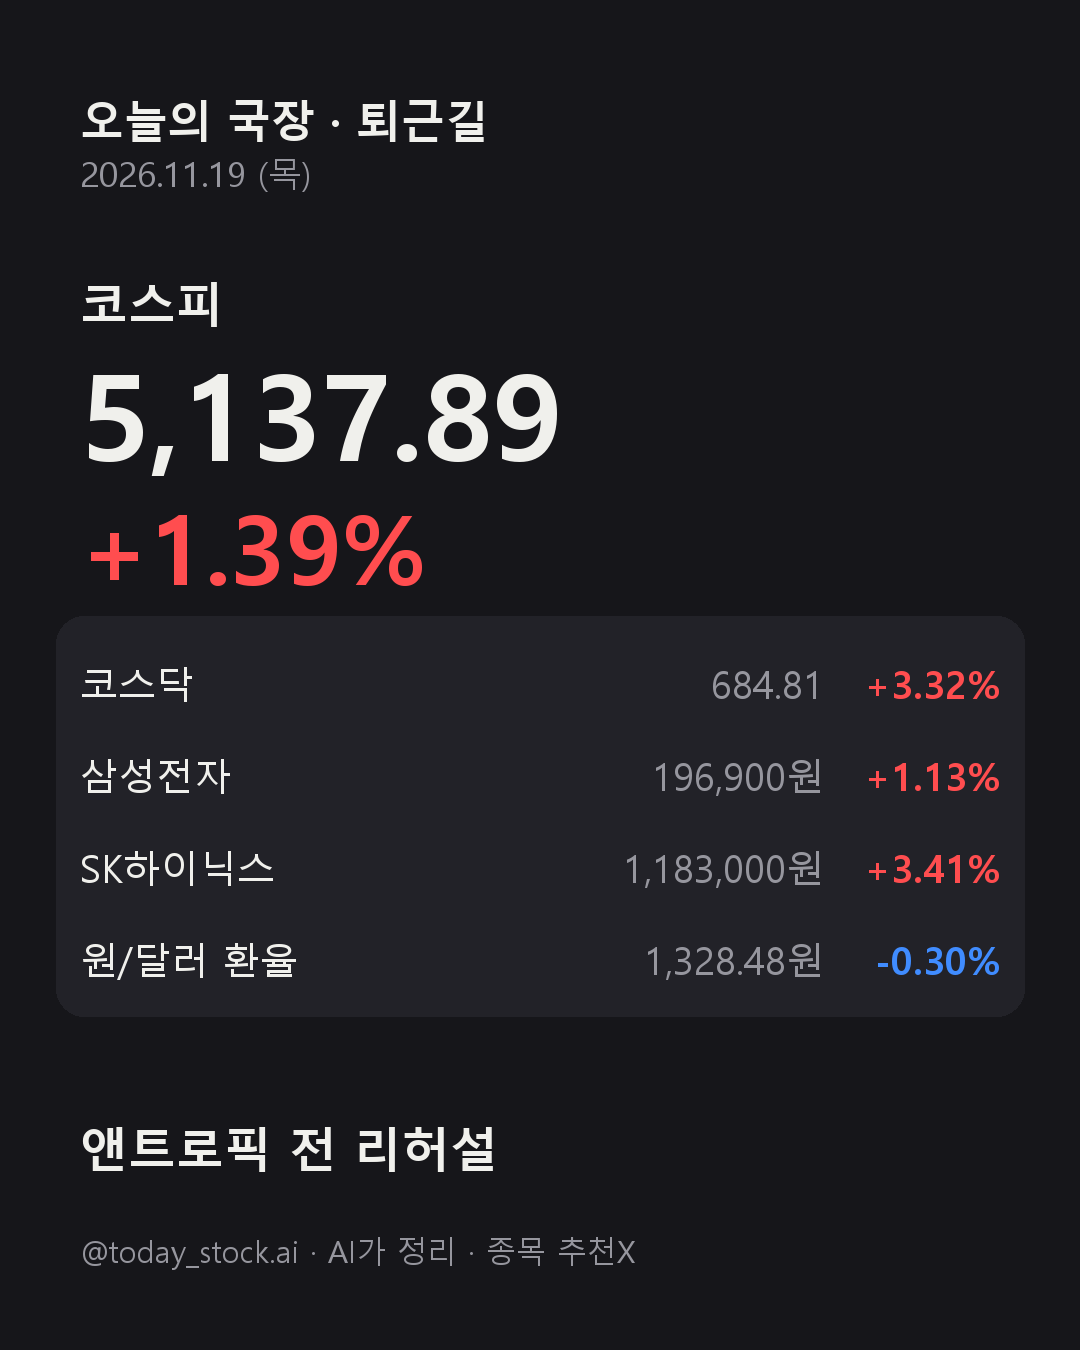 오늘의 국장 · 퇴근길
2026.11.19 (목)
코스피
5,137.89
+1.39%
코스닥 684.81 +3.32%
삼성전자 196,900원 +1.13%
SK하이닉스 1,183,000원 +3.41%
원/달러 환율 1,328.48원 -0.30%
앤트로픽 전 리허설
@today_stock.ai · AI가 정리 · 종목 추천X